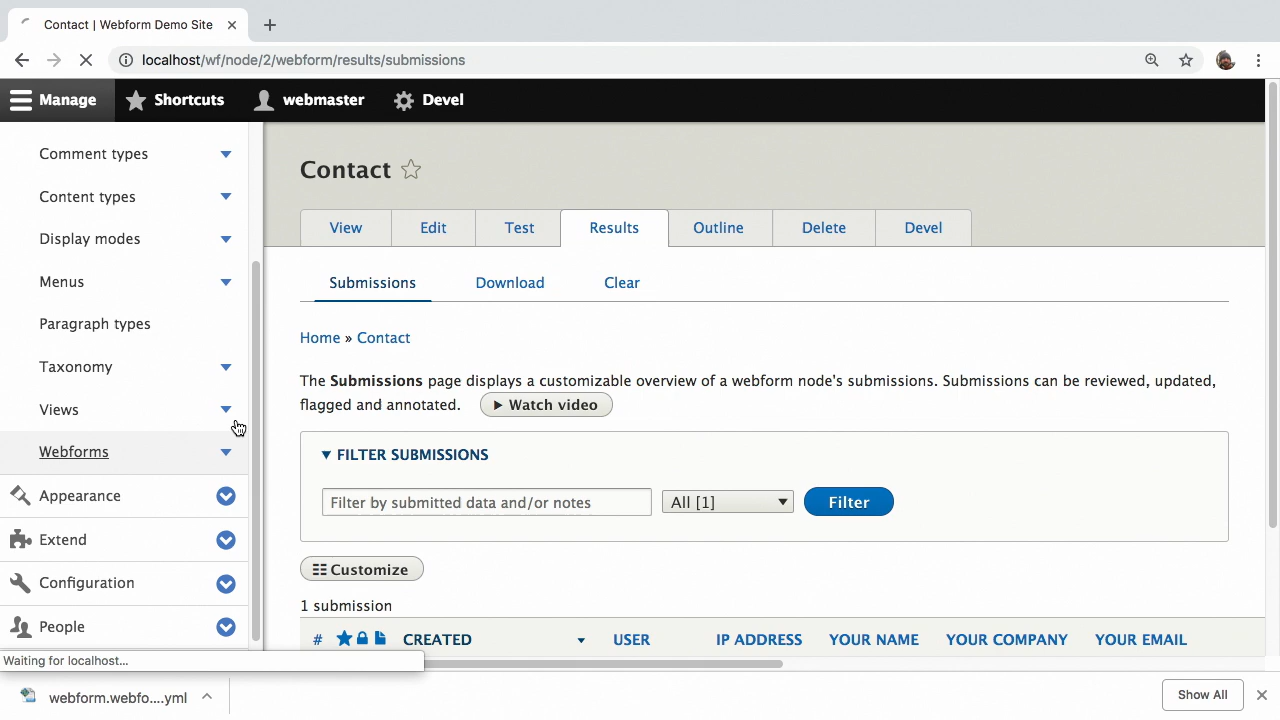 Contact | Webform Demo Site
localhost/wf/node/2/webform/results/submissions
Manage
Shortcuts
webmaster
Devel
Comment types
Content types
Display modes
Menus
Paragraph types
Taxonomy
Views
Webforms
Appearance
Extend
Configuration
People
Contact
View
Edit
Test
Results
Outline
Delete
Devel
Submissions
Download
Clear
Home » Contact
The Submissions page displays a customizable overview of a webform node's submissions. Submissions can be reviewed, updated,
flagged and annotated. Watch video
FILTER SUBMISSIONS
Filter by submitted data and/or notes
All [1]
Filter
Customize
1 submission
# CREATED USER IP ADDRESS YOUR NAME YOUR COMPANY YOUR EMAIL
Waiting for localhost...
webform.webfo....yml
Show All